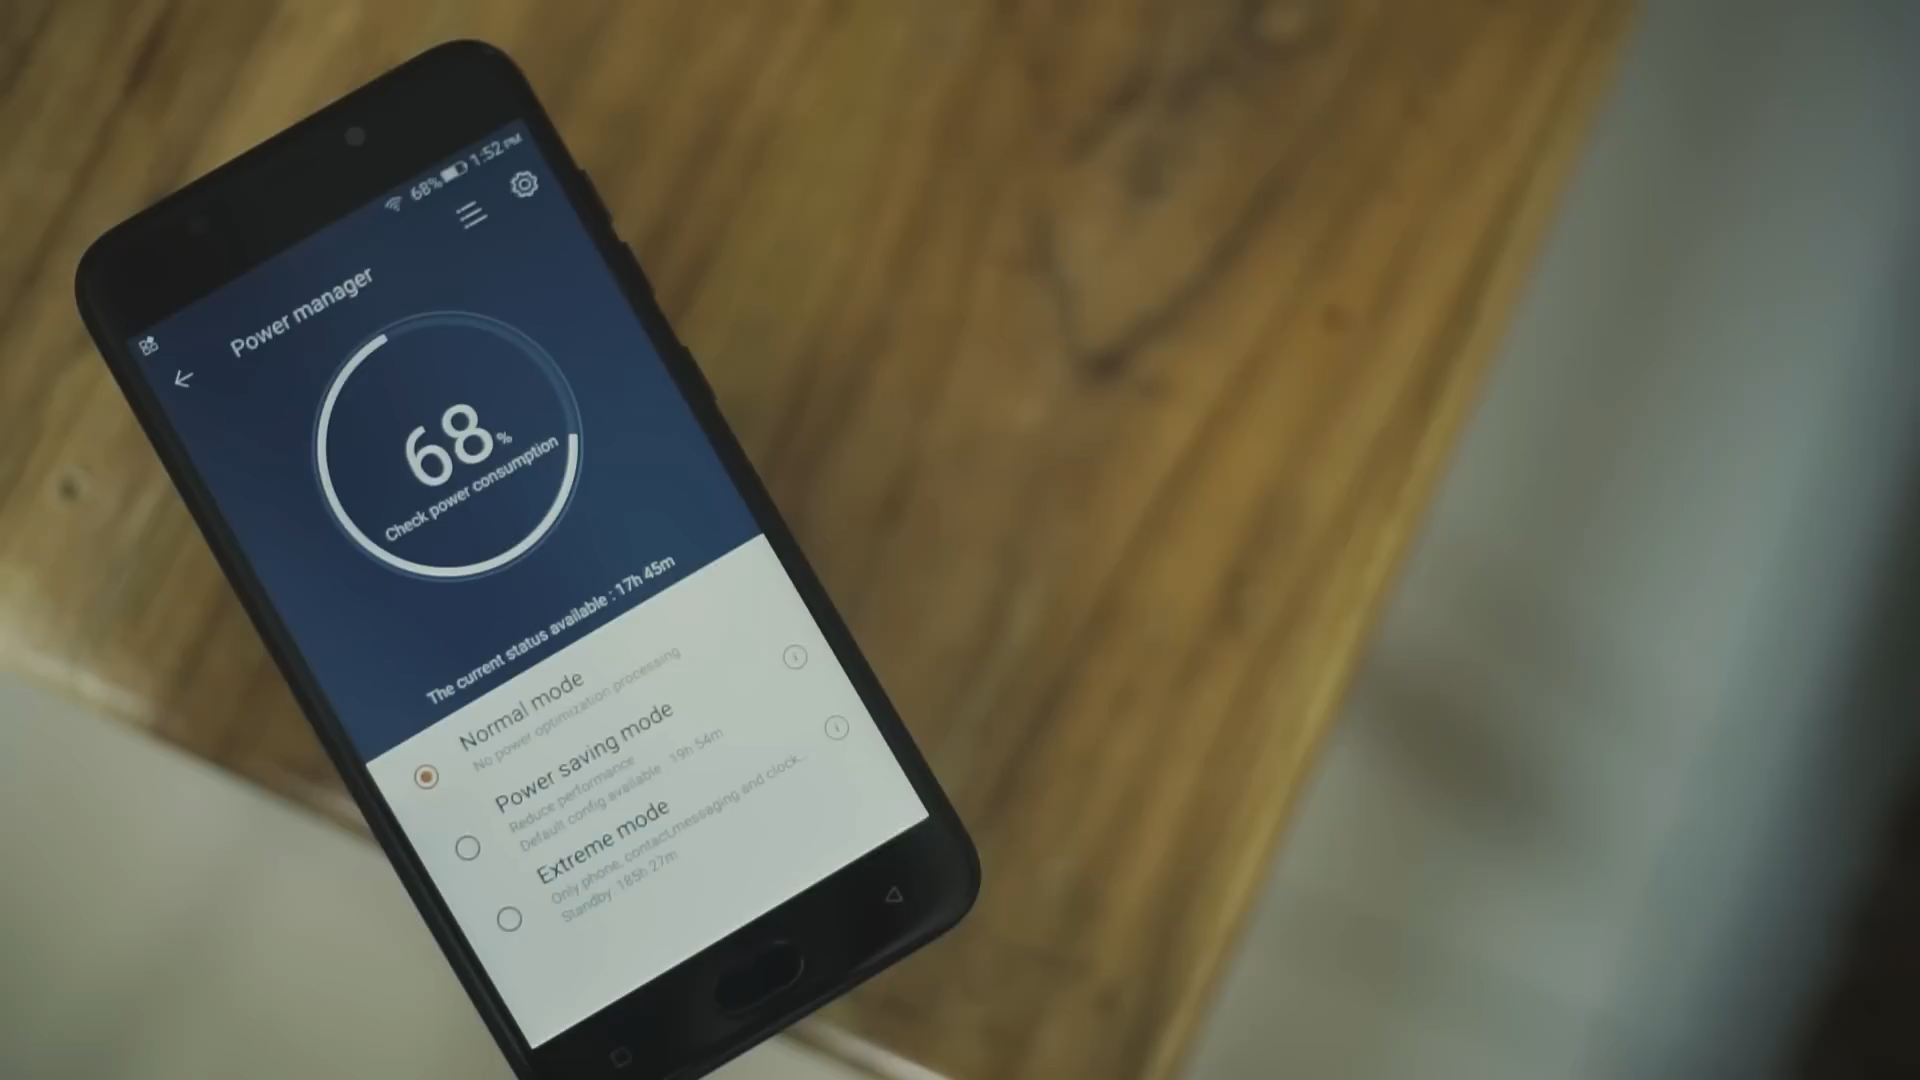 68% 1:52 PM
Power manager
68%
Check power consumption
The current status available : 17h 45m
Normal mode
No power optimization processing
Power saving mode
Reduce performance
Default config available 19h 54m
Extreme mode
Only phone, contact,messaging and clock...
Standby 185h 27m